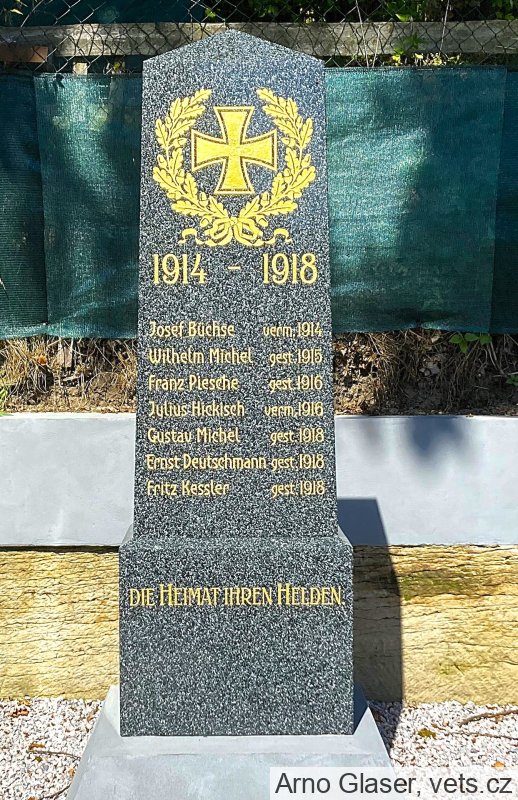 1914 - 1918
Josef Büchse verm. 1914
Wilhelm Michel gest. 1915
Franz Plesche gest. 1916
Julius Hickisch verm. 1916
Gustav Michel gest. 1918
Ernst Deutschmann gest. 1918
Fritz Kessler gest. 1918
DIE HEIMAT IHREN HELDEN.
Arno Glaser, vets.cz